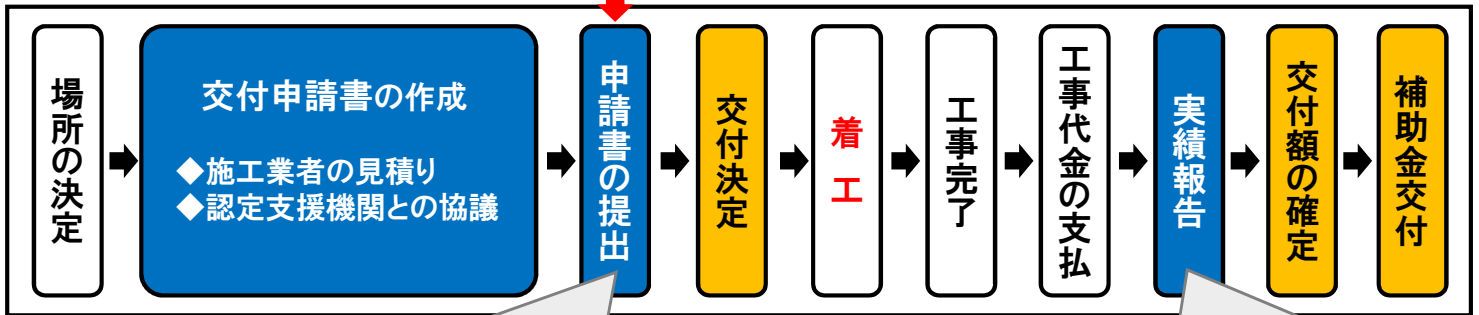 場所の決定
交付申請書の作成
◆施工業者の見積り
◆認定支援機関との協議
申請書の提出
交付決定
着工
工事完了
工事代金の支払
実績報告
交付額の確定
補助金交付